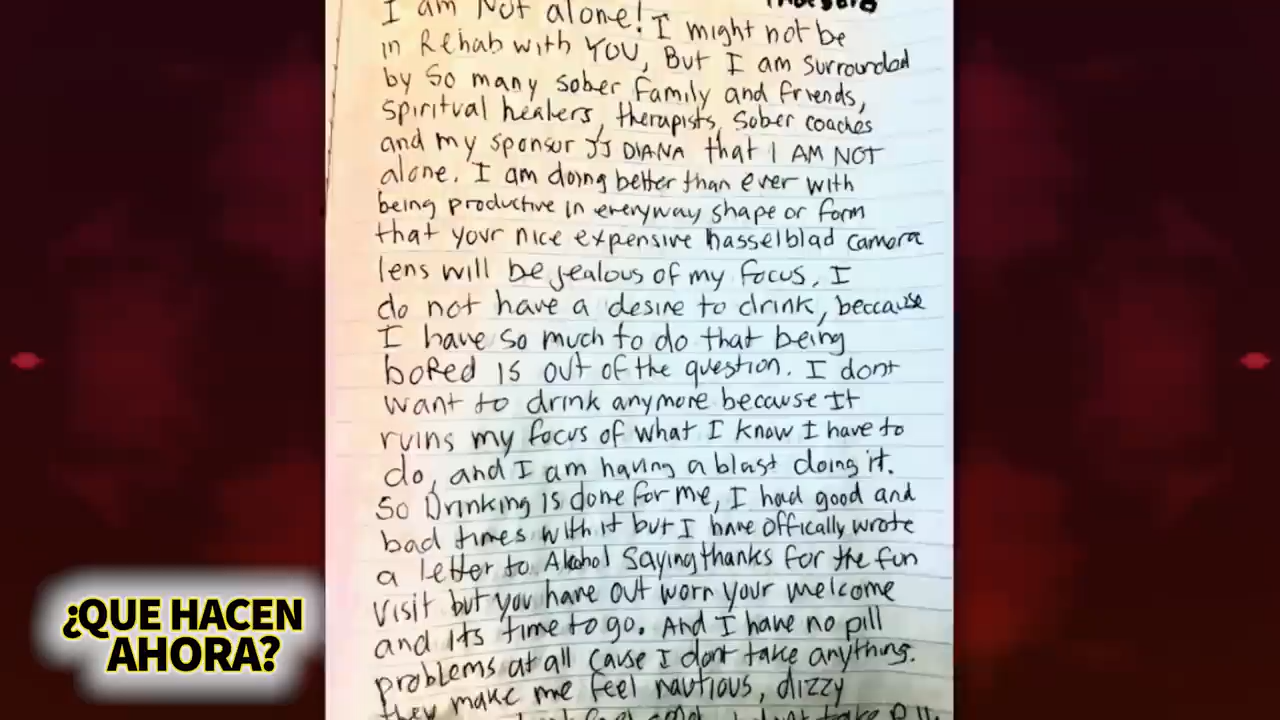 I am Not alone! I might not be
in Rehab with YOU, But I am surrounded
by So many sober family and friends,
spiritual healers, therapists, Sober coaches
and my sponsor JJ DIANA that I AM NOT
alone. I am doing better than ever with
being productive in everyway shape or form
that your nice expensive hasselblad camera
lens will be jealous of my focus, I
do not have a desire to drink, beccause
I have so much to do that being
boRed is out of the question. I dont
want to drink anymore because It
ruins my focus of what I know I have to
do, and I am having a blast doing it.
So Drinking is done for me, I had good and
bad times with it but I have offically wrote
a letter to Alcohol Saying thanks for the fun
Visit but you have out worn your welcome
and its time to go. And I have no pill
problems at all cause I dont take anything.
they make me feel nautious, dizzy
¿QUE HACEN
AHORA?